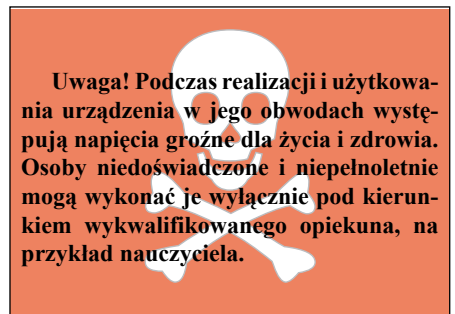 Uwaga! Podczas realizacji i użytkowa-
nia urządzenia w jego obwodach wystę-
pują napięcia groźne dla życia i zdrowia.
Osoby niedoświadczone i niepełnoletnie
mogą wykonać je wyłącznie pod kierun-
kiem wykwalifikowanego opiekuna, na
przykład nauczyciela.